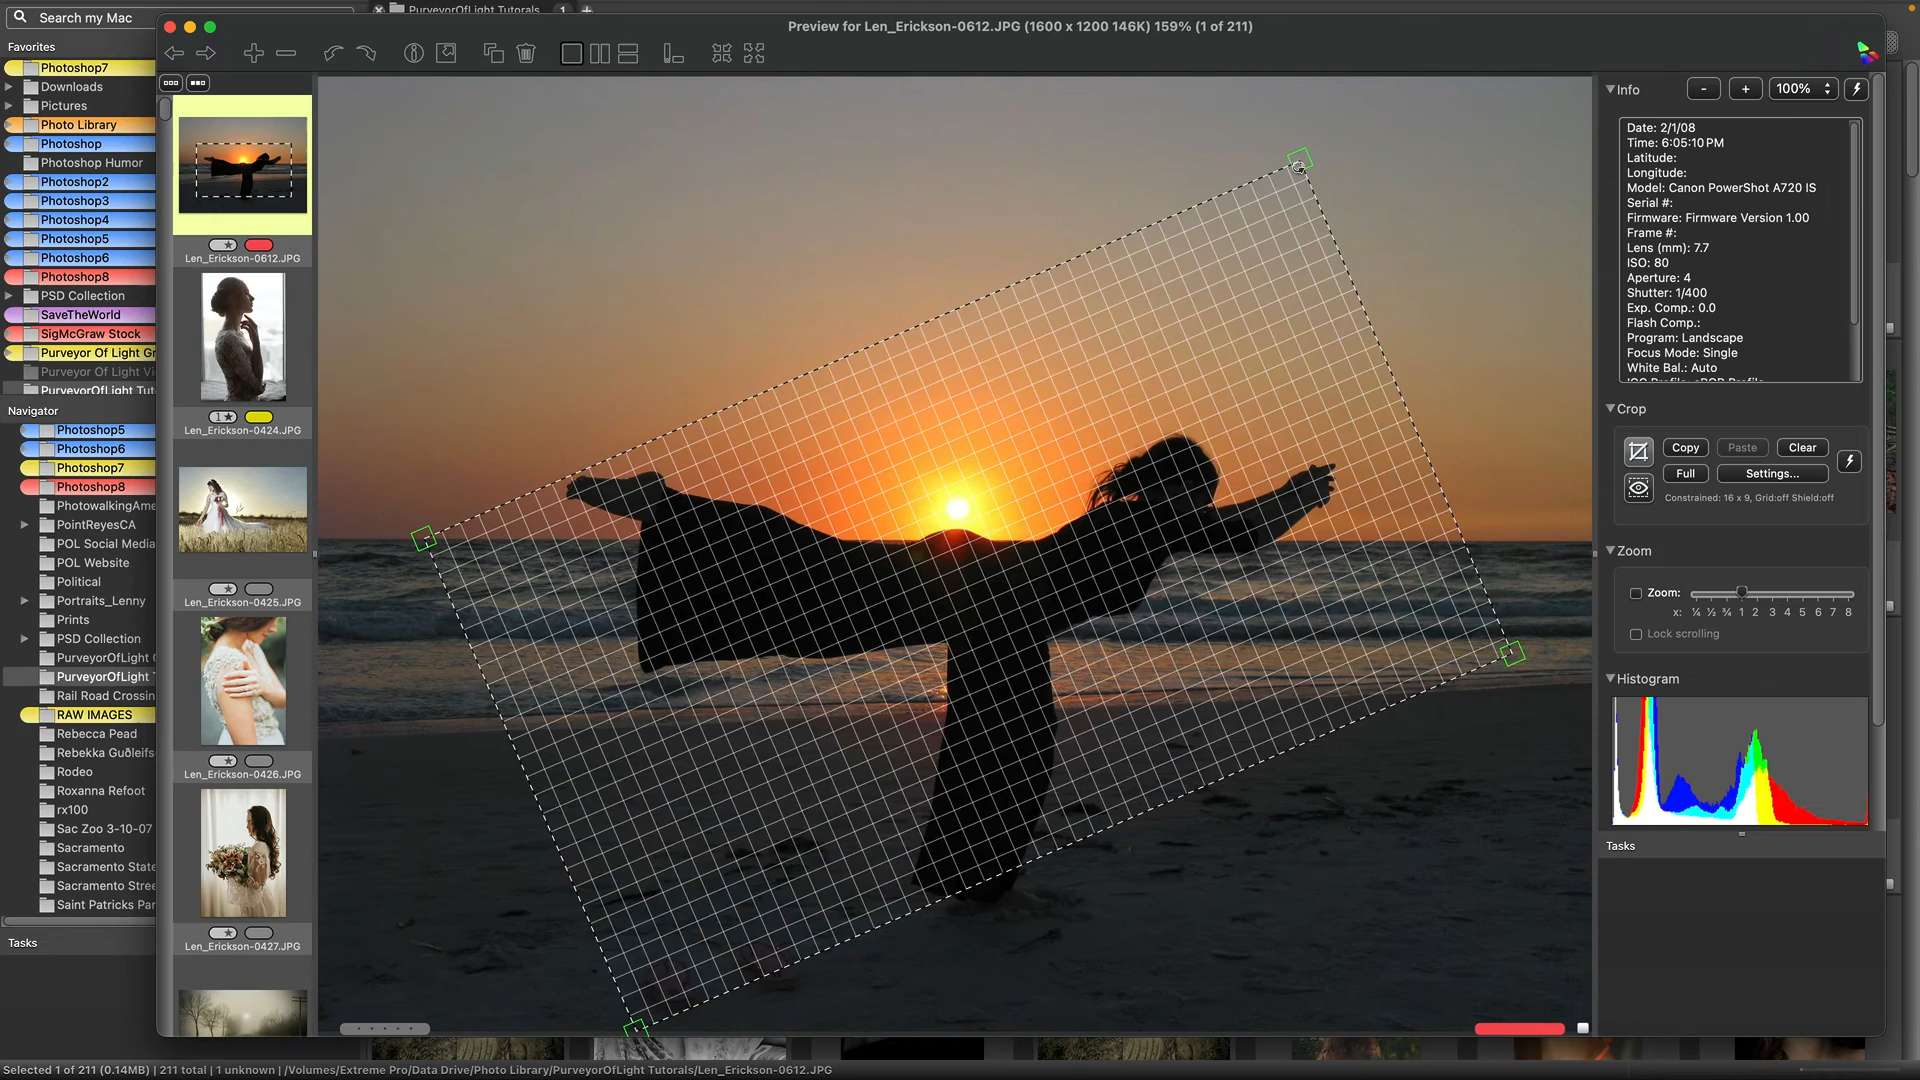 Search my Mac
PurveyorOfLight Tutorials
1
Preview for Len_Erickson-0612.JPG (1600 x 1200 146K) 159% (1 of 211)
Favorites
Photoshop7
Downloads
Pictures
Photo Library
Photoshop
Photoshop Humor
Photoshop2
Photoshop3
Photoshop4
Photoshop5
Photoshop6
Photoshop8
PSD Collection
SaveTheWorld
SigMcGraw Stock
Purveyor Of Light Gr
Purveyor Of Light Vi
PurveyorOfLight Tut
Navigator
Photoshop5
Photoshop6
Photoshop7
Photoshop8
PhotowalkingAme
PointReyesCA
POL Social Media
POL Website
Political
Portraits_Lenny
Prints
PSD Collection
PurveyorOfLight
PurveyorOfLight
Rail Road Crossin
RAW IMAGES
Rebecca Pead
Rebekka Guðleifs
Rodeo
Roxanna Refoot
rx100
Sac Zoo 3-10-07
Sacramento
Sacramento State
Sacramento Stree
Saint Patricks Par
Tasks
Len_Erickson-0612.JPG
1
Len_Erickson-0424.JPG
Len_Erickson-0425.JPG
Len_Erickson-0426.JPG
Len_Erickson-0427.JPG
Info
-
+
100%
Date: 2/1/08
Time: 6:05:10 PM
Latitude:
Longitude:
Model: Canon PowerShot A720 IS
Serial #:
Firmware: Firmware Version 1.00
Frame #:
Lens (mm): 7.7
ISO: 80
Aperture: 4
Shutter: 1/400
Exp. Comp.: 0.0
Flash Comp.:
Program: Landscape
Focus Mode: Single
White Bal.: Auto
Crop
Copy Paste Clear
Full Settings...
Constrained: 16 x 9, Grid:off Shield:off
Zoom
Zoom:
x: ¼ ½ ¾ 1 2 3 4 5 6 7 8
Lock scrolling
Histogram
Tasks
Selected 1 of 211 (0.14MB) | 211 total | 1 unknown | /Volumes/Extreme Pro/Data Drive/Photo Library/PurveyorOfLight Tutorials/Len_Erickson-0612.JPG